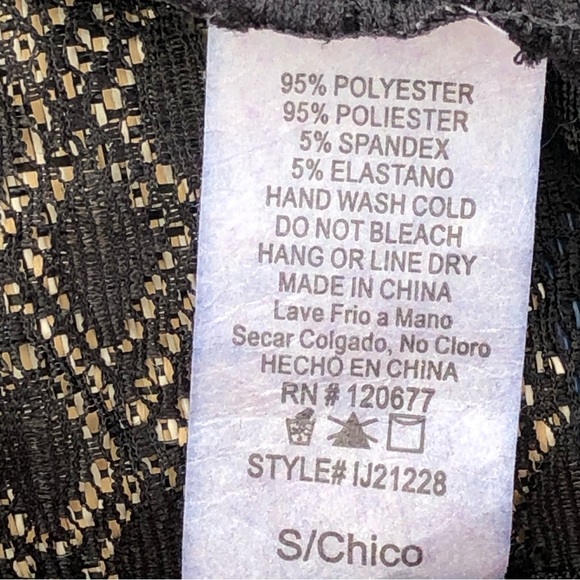 95% POLYESTER
95% POLIESTER
5% SPANDEX
5% ELASTANO
HAND WASH COLD
DO NOT BLEACH
HANG OR LINE DRY
MADE IN CHINA
Lave Frio a Mano
Secar Colgado, No Cloro
HECHO EN CHINA
RN # 120677
STYLE# IJ21228
S/Chico